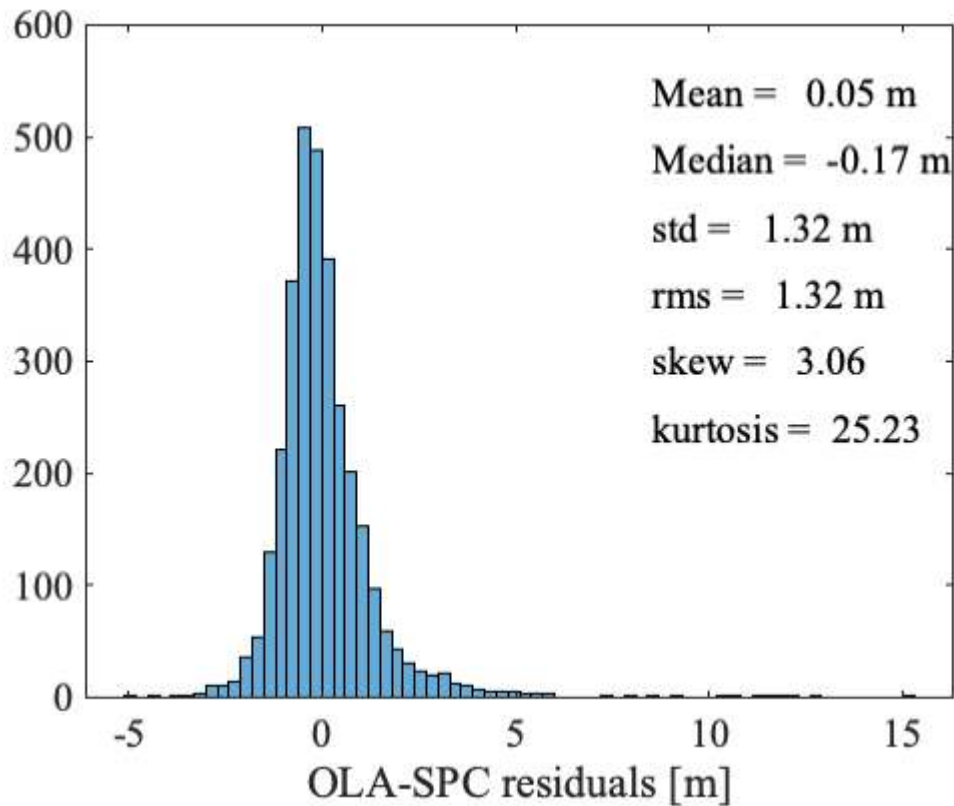 600
500
400
300
200
100
0
Mean = 0.05 m
Median = -0.17 m
std = 1.32 m
rms = 1.32 m
skew = 3.06
kurtosis = 25.23
-5 0 5 10 15
OLA-SPC residuals [m]